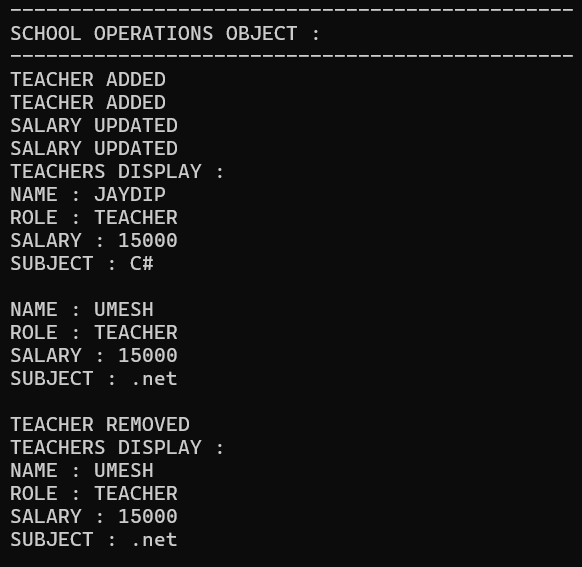 -----------------------------------------------
SCHOOL OPERATIONS OBJECT :
-----------------------------------------------
TEACHER ADDED
TEACHER ADDED
SALARY UPDATED
SALARY UPDATED
TEACHERS DISPLAY :
NAME : JAYDIP
ROLE : TEACHER
SALARY : 15000
SUBJECT : C#

NAME : UMESH
ROLE : TEACHER
SALARY : 15000
SUBJECT : .net

TEACHER REMOVED
TEACHERS DISPLAY :
NAME : UMESH
ROLE : TEACHER
SALARY : 15000
SUBJECT : .net